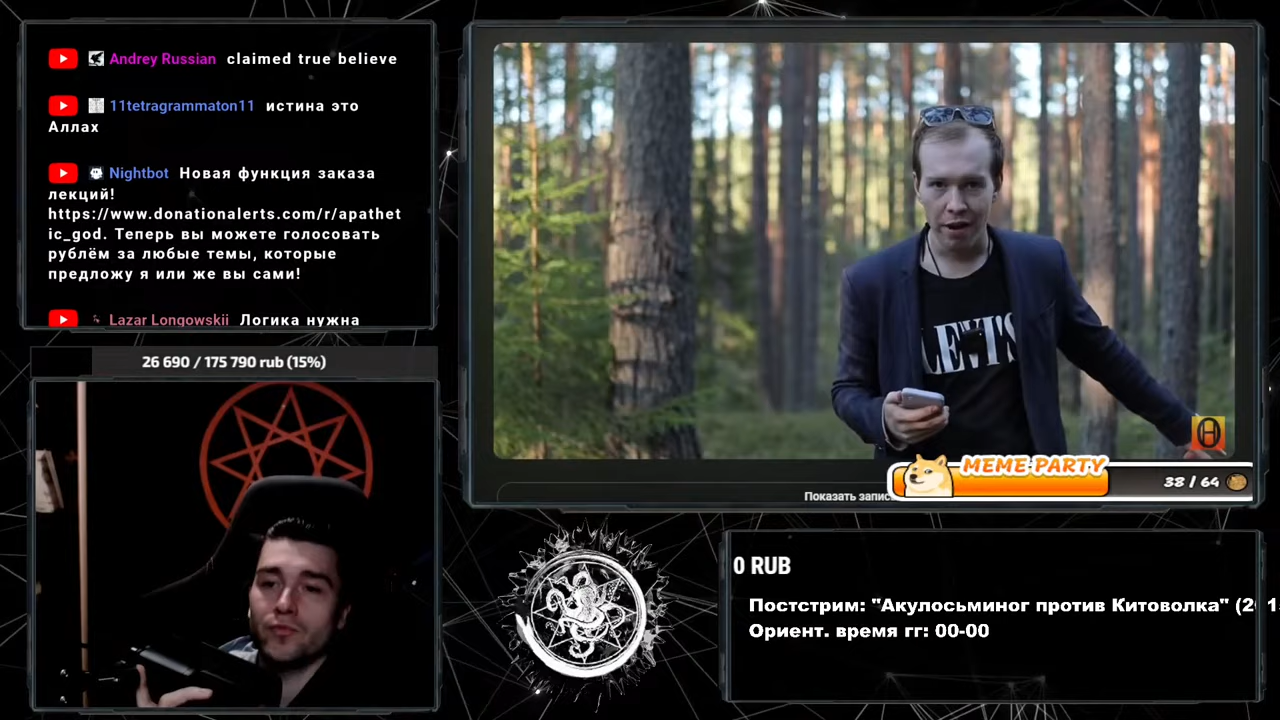 Andrey Russian claimed true believe
11tetragrammaton11 истина это
Аллах
Nightbot Новая функция заказа
лекций!
https://www.donationalerts.com/r/apathet
ic_god. Теперь вы можете голосовать
рублём за любые темы, которые
предложу я или же вы сами!
Lazar Longowskii Логика нужна
26 690 / 175 790 rub (15%)
LEVI'S
MEME PARTY
38 / 64
Показать запис
0 RUB
Постстрим: "Акулосьминог против Китоволка" (2
Ориент. время гг: 00-00